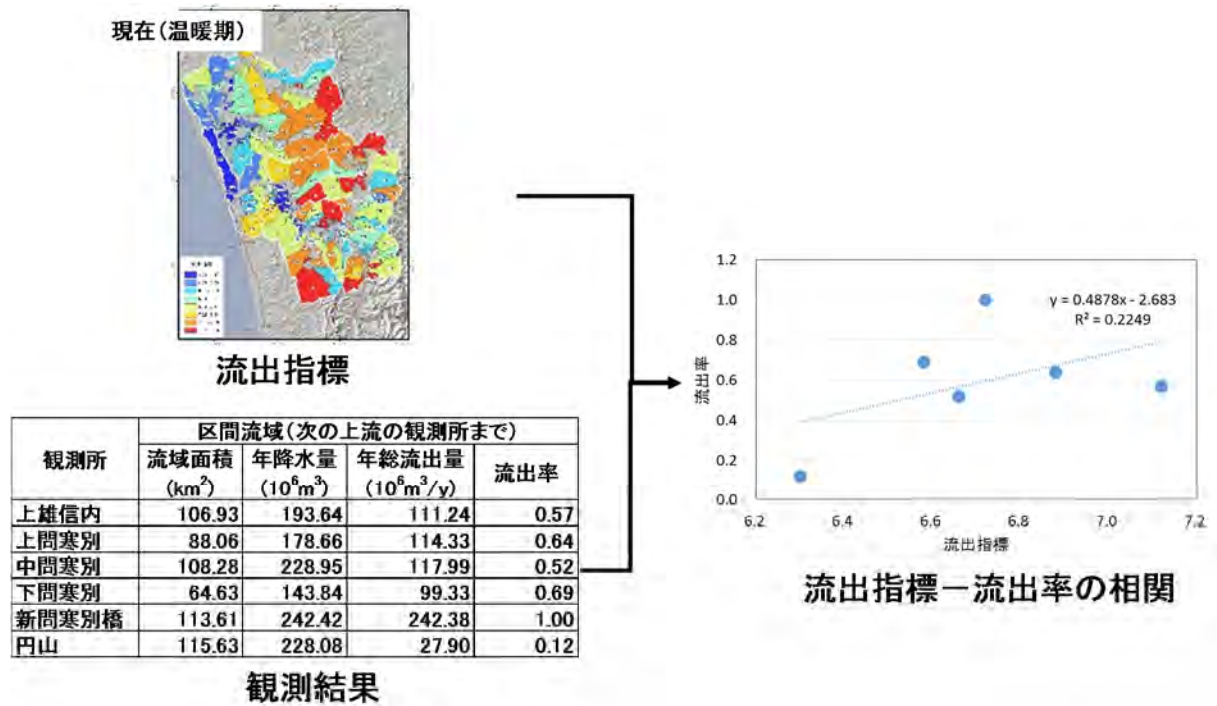 現在(温暖期)
流出指標
区間流域(次の上流の観測所まで)
観測所 流域面積 (km²) 年降水量 (10⁶m³) 年総流出量 (10⁶m³/y) 流出率
上雄信内 106.93 193.64 111.24 0.57
上問寒別 88.06 178.66 114.33 0.64
中問寒別 108.28 228.95 117.99 0.52
下問寒別 64.63 143.84 99.33 0.69
新問寒別橋 113.61 242.42 242.38 1.00
円山 115.63 228.08 27.90 0.12
観測結果
1.2
1.0
0.8
0.6
0.4
0.2
0.0
流出率
y = 0.4878x - 2.683
R² = 0.2249
6.2 6.4 6.6 6.8 7.0 7.2
流出指標
流出指標－流出率の相関